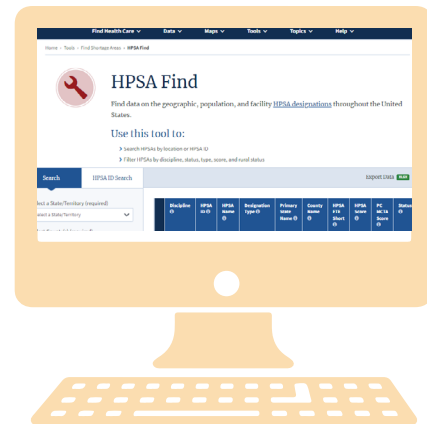 Find Health Care Data Maps Tools Topics Help
Home > Tools > Find Shortage Areas > HPSA Find
HPSA Find
Find data on the geographic, population, and facility HPSA designations throughout the United
States.
Use this tool to:
> Search HPSAs by location or HPSA ID
> Filter HPSAs by discipline, status, type, score, and rural status
Search HPSA ID Search Export Data
a State/Territory (required)
Select a State/Territory
Discipline HPSA ID HPSA Name Designation Type Primary State Name County Name HPSA FTE Short HPSA Score PC MCTA Score Status